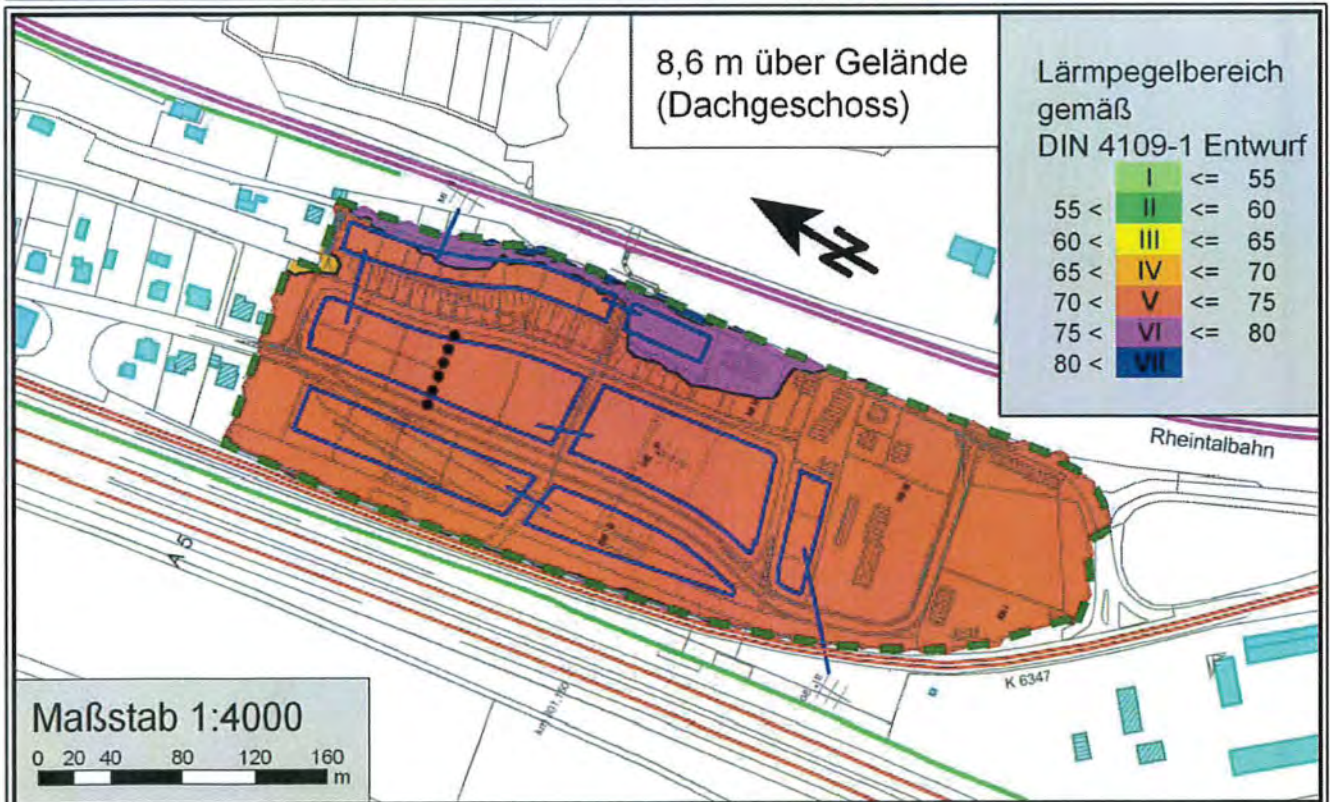 8,6 m über Gelände
(Dachgeschoss)
Lärmpegelbereich
gemäß
DIN 4109-1 Entwurf
I <= 55
55 < II <= 60
60 < III <= 65
65 < IV <= 70
70 < V <= 75
75 < VI <= 80
80 < VII
Rheintalbahn
A 5
K 6347
Maßstab 1:4000
0 20 40 80 120 160
m